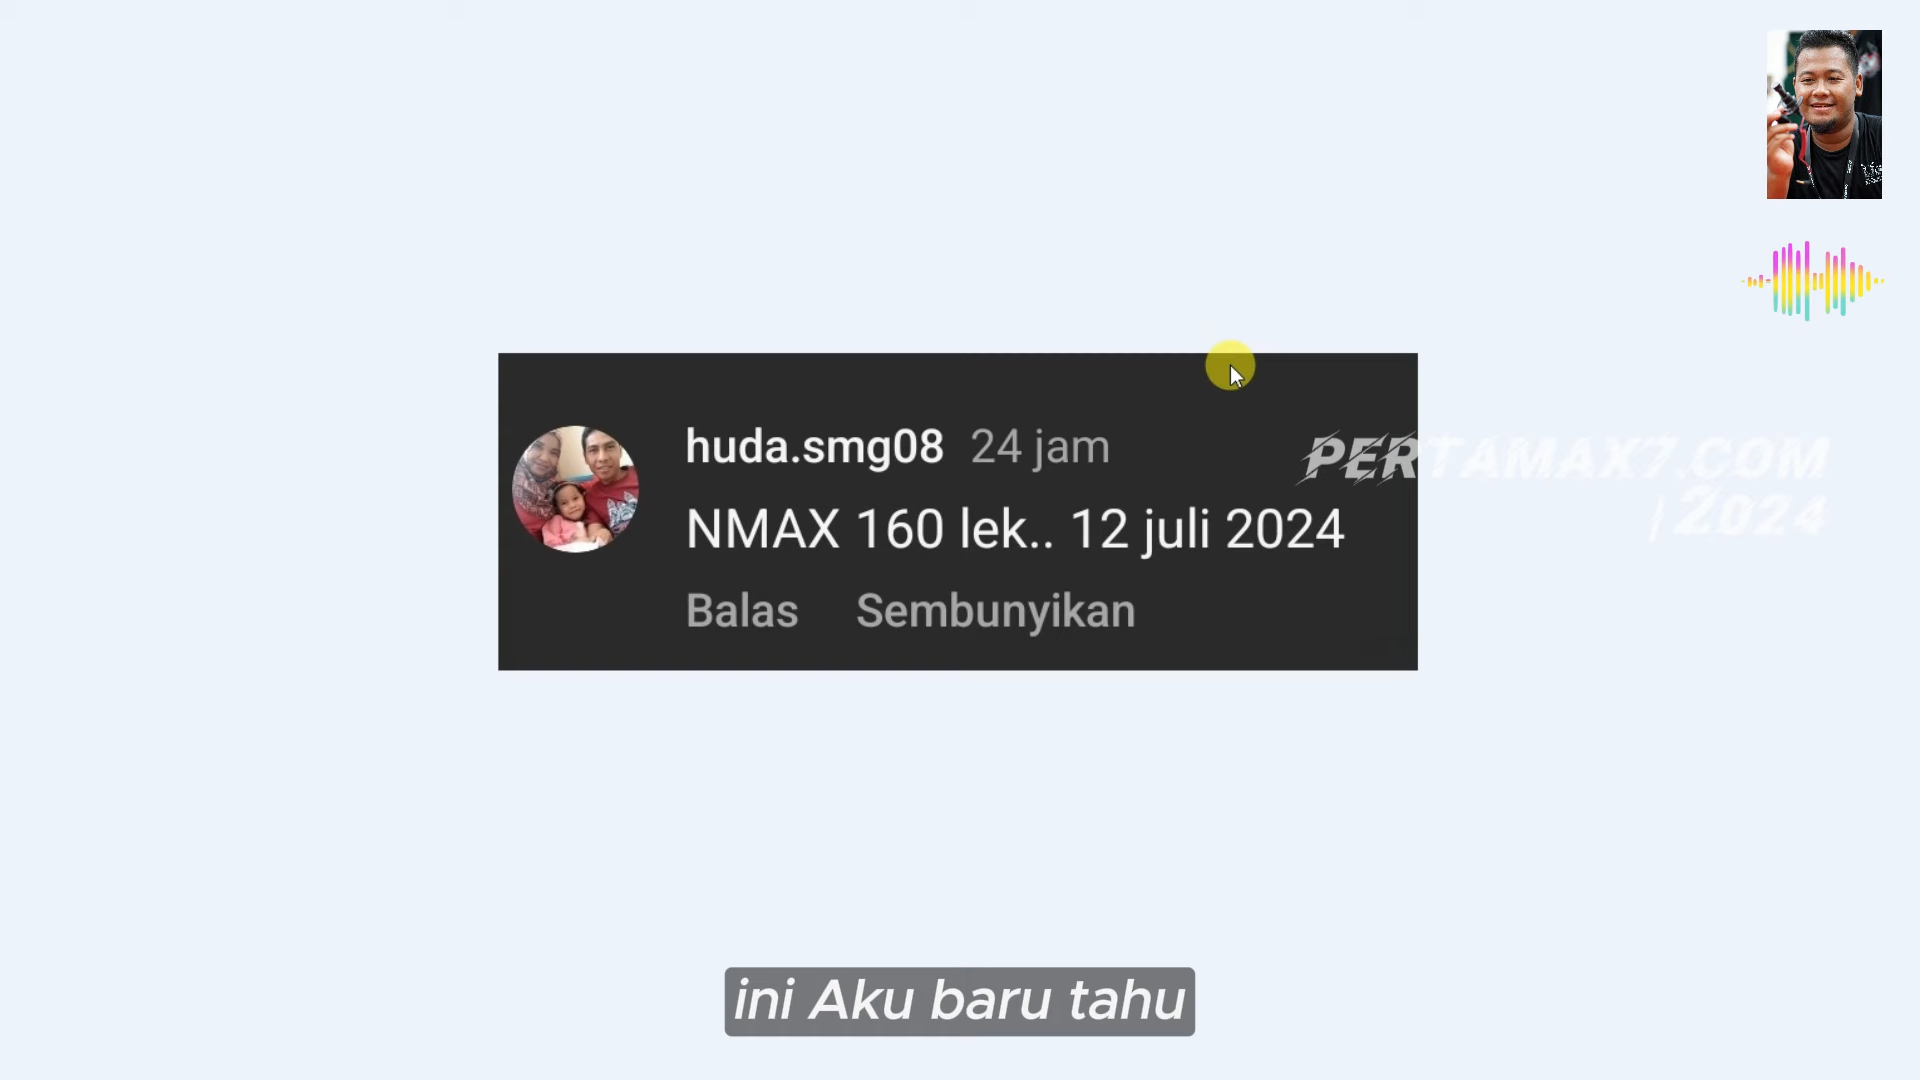 huda.smg08 24 jam
NMAX 160 lek.. 12 juli 2024
Balas Sembunyikan
PERTAMAX7.COM
| 2024
ini Aku baru tahu